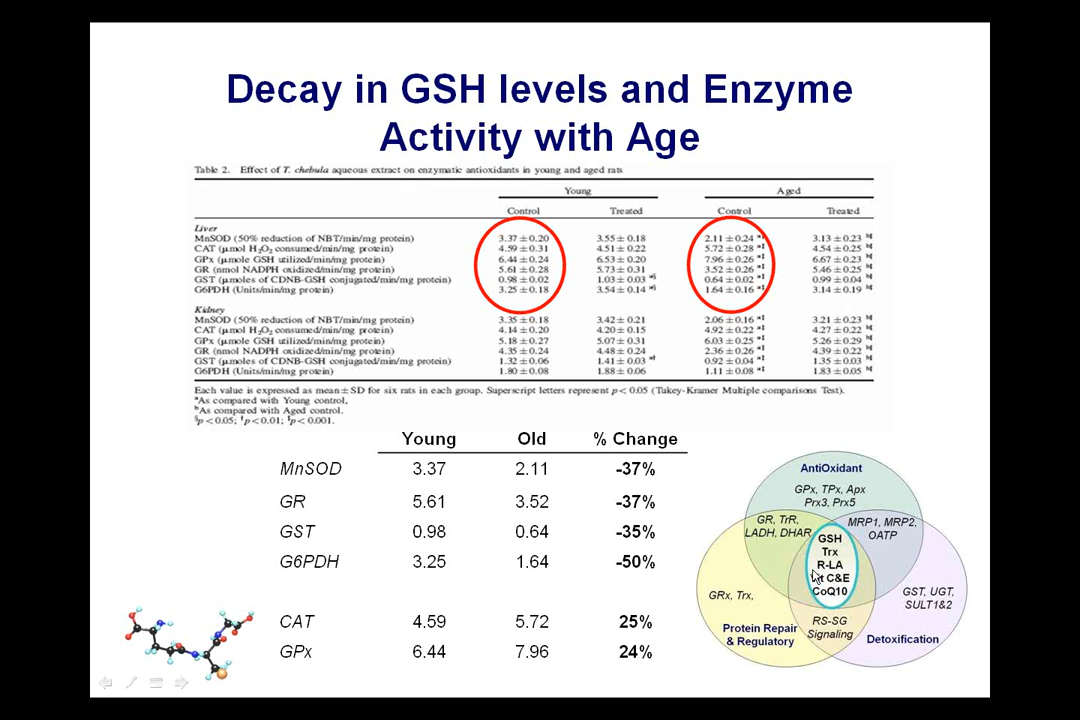 Decay in GSH levels and Enzyme
Activity with Age
Table 2. Effect of T. chebula aqueous extract on enzymatic antioxidants in young and aged rats
Young Aged
Control Treated Control Treated
Liver
MnSOD (50% reduction of NBT/min/mg protein) 3.37±0.20 3.55±0.18 2.11±0.24 a‡ 3.13±0.23 b‡
CAT (μmol H2O2 consumed/min/mg protein) 4.59±0.31 4.51±0.22 5.72±0.28 a‡ 4.54±0.25 b‡
GPx (μmole GSH utilized/min/mg protein) 6.44±0.24 6.53±0.20 7.96±0.26 a‡ 6.67±0.23 b‡
GR (nmol NADPH oxidized/min/mg protein) 5.61±0.28 5.73±0.31 3.52±0.26 a‡ 5.46±0.25 b‡
GST (μmoles of CDNB-GSH conjugated/min/mg protein) 0.98±0.02 1.03±0.03 a§ 0.64±0.02 a‡ 0.99±0.04 b‡
G6PDH (Units/min/mg protein) 3.25±0.18 3.54±0.14 a§ 1.64±0.16 a‡ 3.14±0.19 b‡
Kidney
MnSOD (50% reduction of NBT/min/mg protein) 3.35±0.18 3.42±0.21 2.06±0.16 a‡ 3.21±0.23 b‡
CAT (μmol H2O2 consumed/min/mg protein) 4.14±0.20 4.20±0.15 4.92±0.22 a‡ 4.27±0.22 b‡
GPx (μmole GSH utilized/min/mg protein) 5.18±0.27 5.07±0.31 6.03±0.25 a‡ 5.26±0.29 b‡
GR (nmol NADPH oxidized/min/mg protein) 4.35±0.24 4.48±0.24 2.36±0.26 a‡ 4.39±0.22 b‡
GST (μmoles of CDNB-GSH conjugated/min/mg protein) 1.32±0.06 1.41±0.03 0.92±0.04 a‡ 1.35±0.03 b‡
G6PDH (Units/min/mg protein) 1.80±0.08 1.88±0.06 1.11±0.08 a‡ 1.83±0.05 b‡
Each value is expressed as mean±SD for six rats in each group. Superscript letters represent p<0.05 (Tukey-Kramer Multiple comparisons Test).
aAs compared with Young control,
bAs compared with Aged control.
§p<0.05; †p<0.01; ‡p<0.001.
Young Old % Change
MnSOD 3.37 2.11 -37%
GR 5.61 3.52 -37%
GST 0.98 0.64 -35%
G6PDH 3.25 1.64 -50%
CAT 4.59 5.72 25%
GPx 6.44 7.96 24%
AntiOxidant
GPx, TPx, Apx
Prx3, Prx5
GR, TrR,
LADH, DHAR
MRP1, MRP2,
OATP
GSH
Trx
R-LA
C&E
CoQ10
GRx, Trx,
GST, UGT,
SULT1&2
RS-SG
Signaling
Protein Repair
& Regulatory
Detoxification